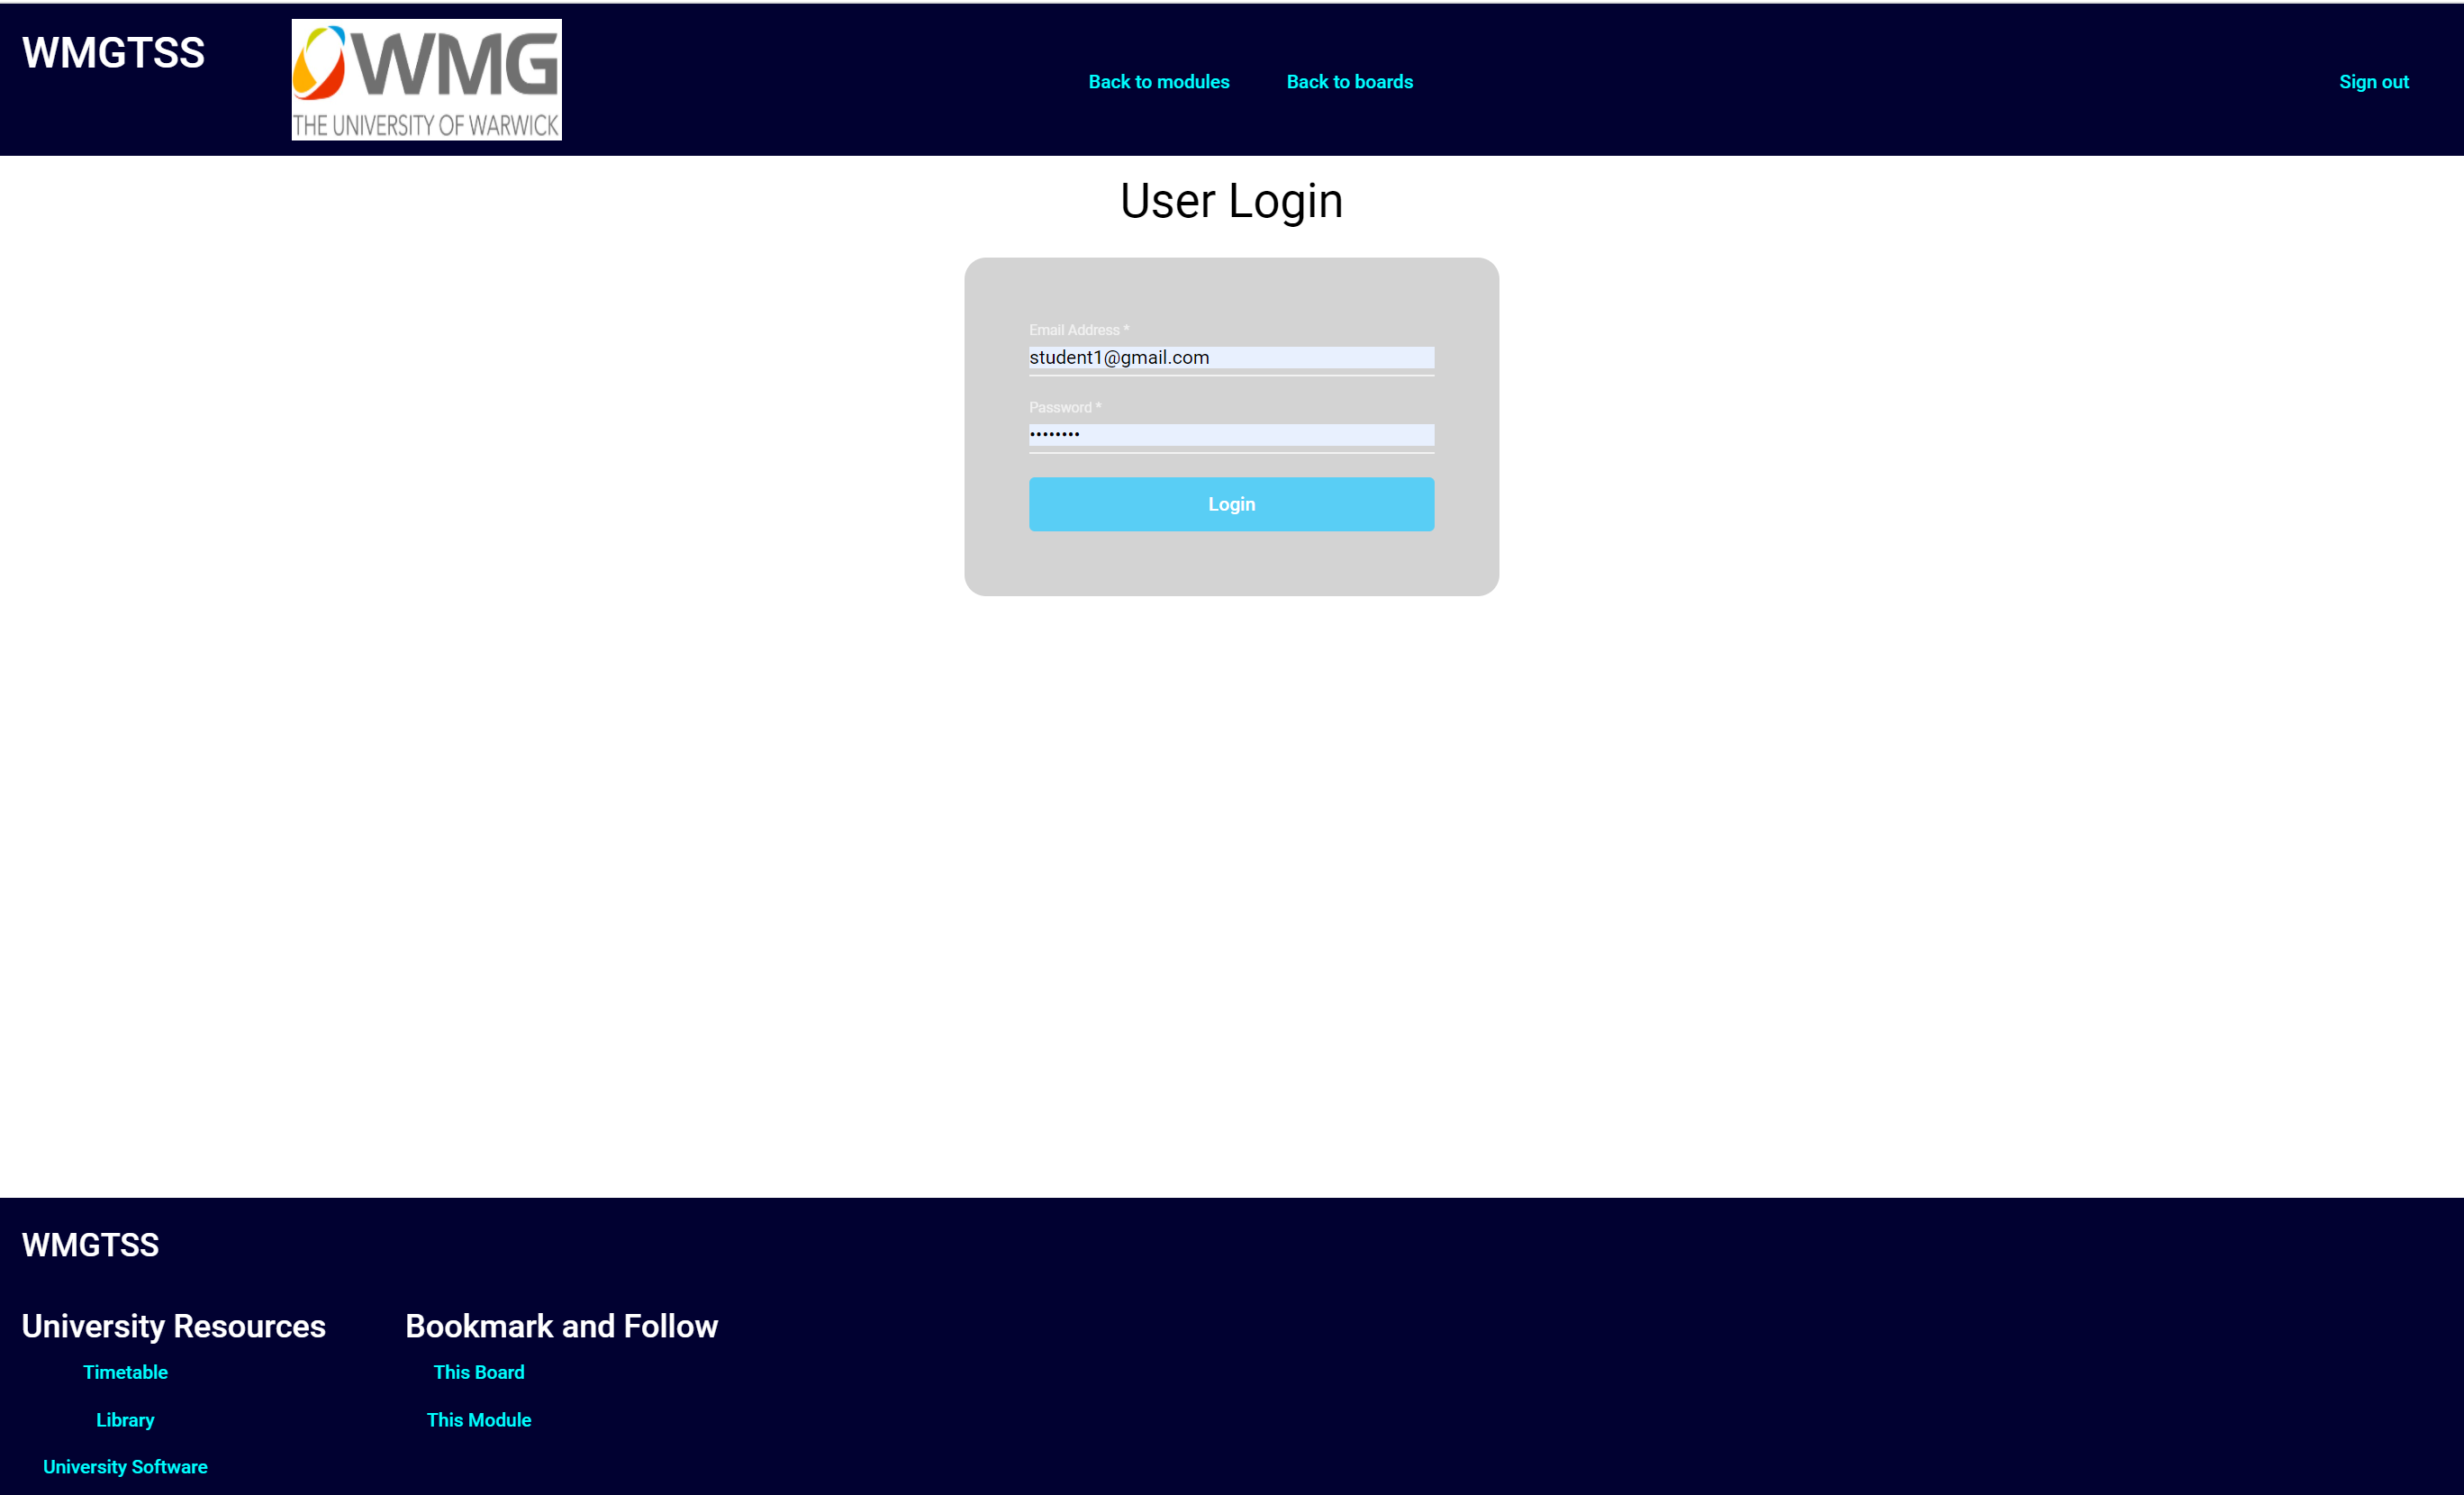 WMGTSS
WMG
THE UNIVERSITY OF WARWICK
Back to modules
Back to boards
Sign out
User Login
Email Address *
student1@gmail.com
Password *
••••••••
Login
WMGTSS
University Resources
Timetable
Library
University Software
Bookmark and Follow
This Board
This Module